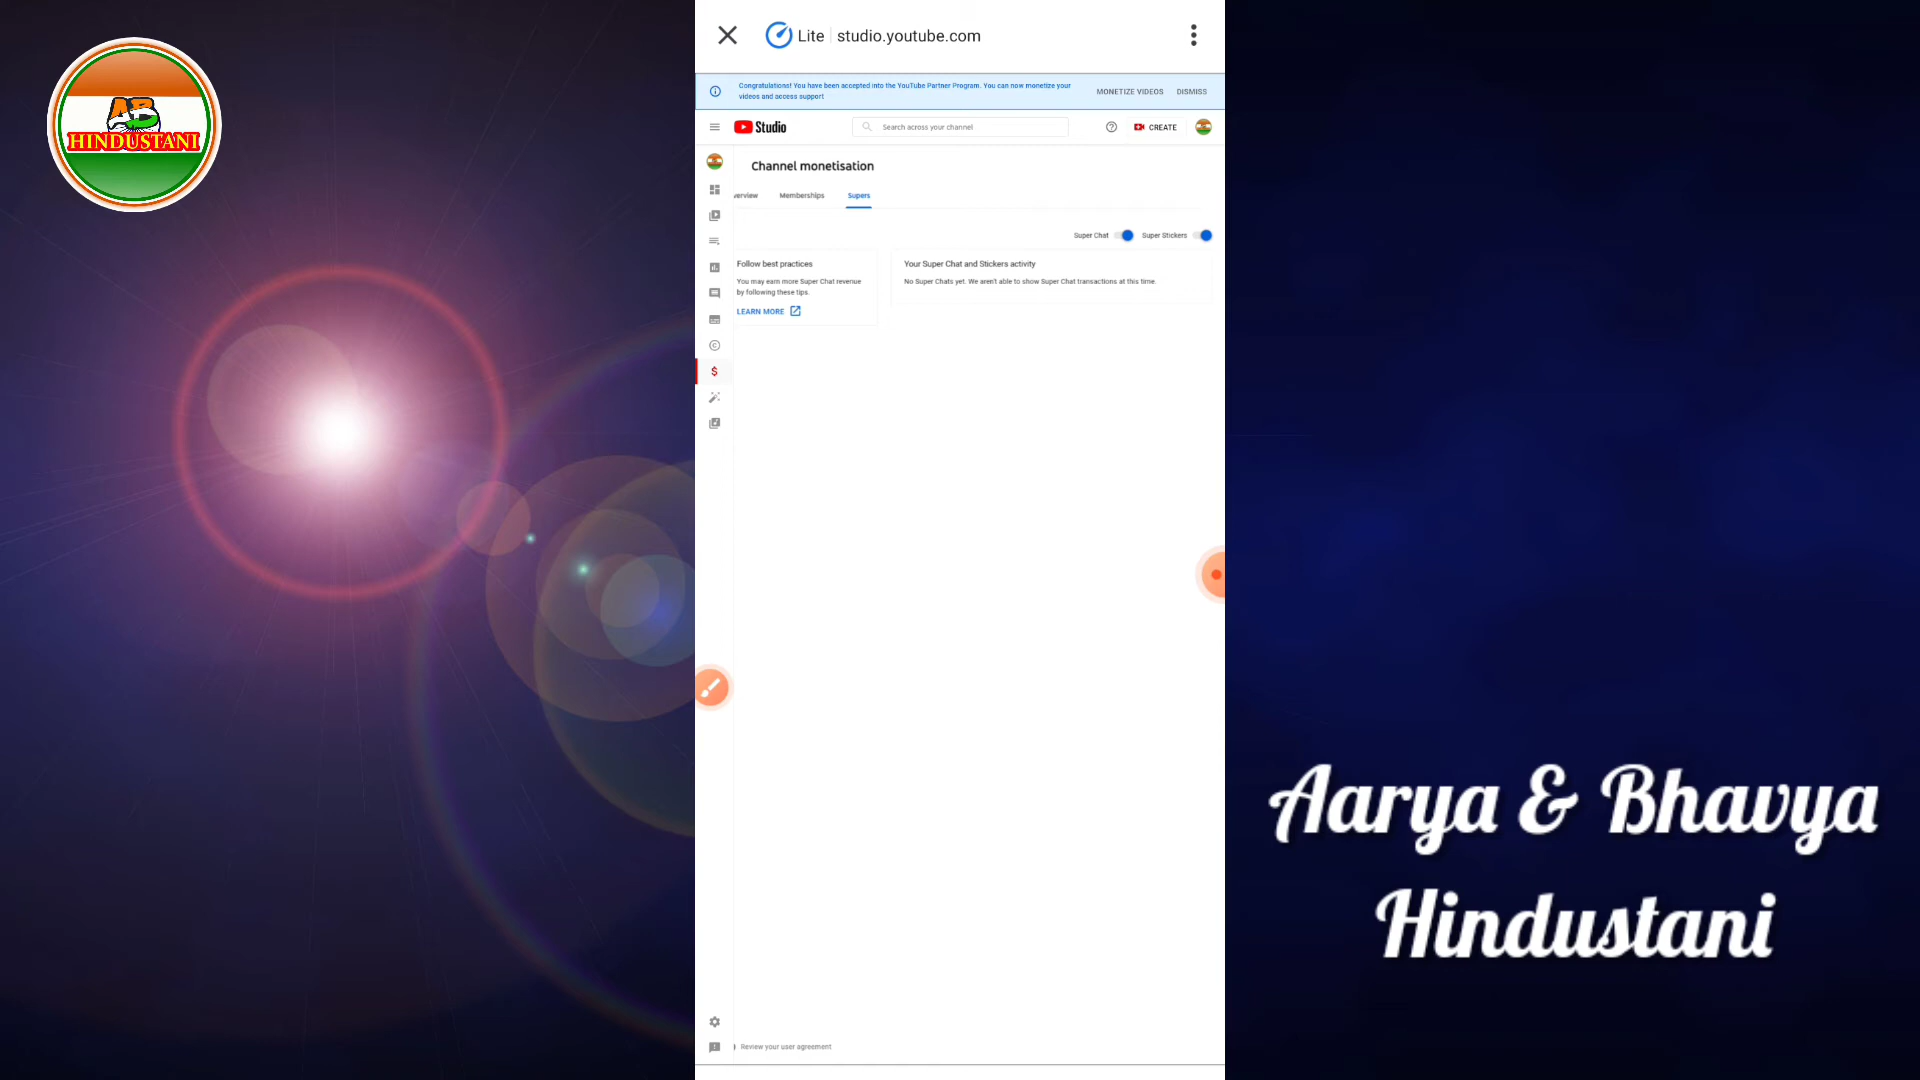 AB
HINDUSTANI
Lite studio.youtube.com
Congratulations! You have been accepted into the YouTube Partner Program. You can now monetize your
videos and access support
MONETIZE VIDEOS DISMISS
Studio
Search across your channel
CREATE
Channel monetisation
verview Memberships Supers
Super Chat Super Stickers
Follow best practices
You may earn more Super Chat revenue
by following these tips.
LEARN MORE
Your Super Chat and Stickers activity
No Super Chats yet. We aren't able to show Super Chat transactions at this time.
Review your user agreement
Aarya & Bhavya
Hindustani